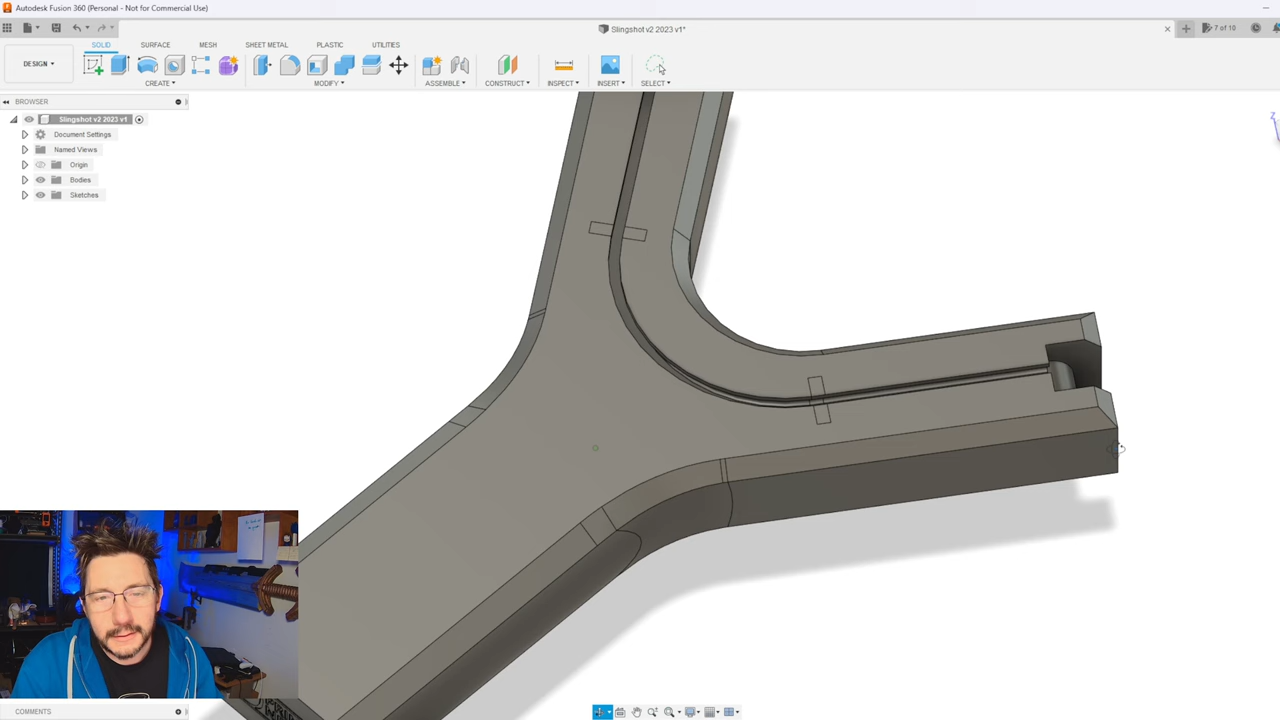 Autodesk Fusion 360 (Personal - Not for Commercial Use)
Slingshot v2 2023 v1*
7 of 10
SOLID SURFACE MESH SHEET METAL PLASTIC UTILITIES
DESIGN
CREATE MODIFY ASSEMBLE CONSTRUCT INSPECT INSERT SELECT
BROWSER
Slingshot v2 2023 v1
Document Settings
Named Views
Origin
Bodies
Sketches
Z
COMMENTS